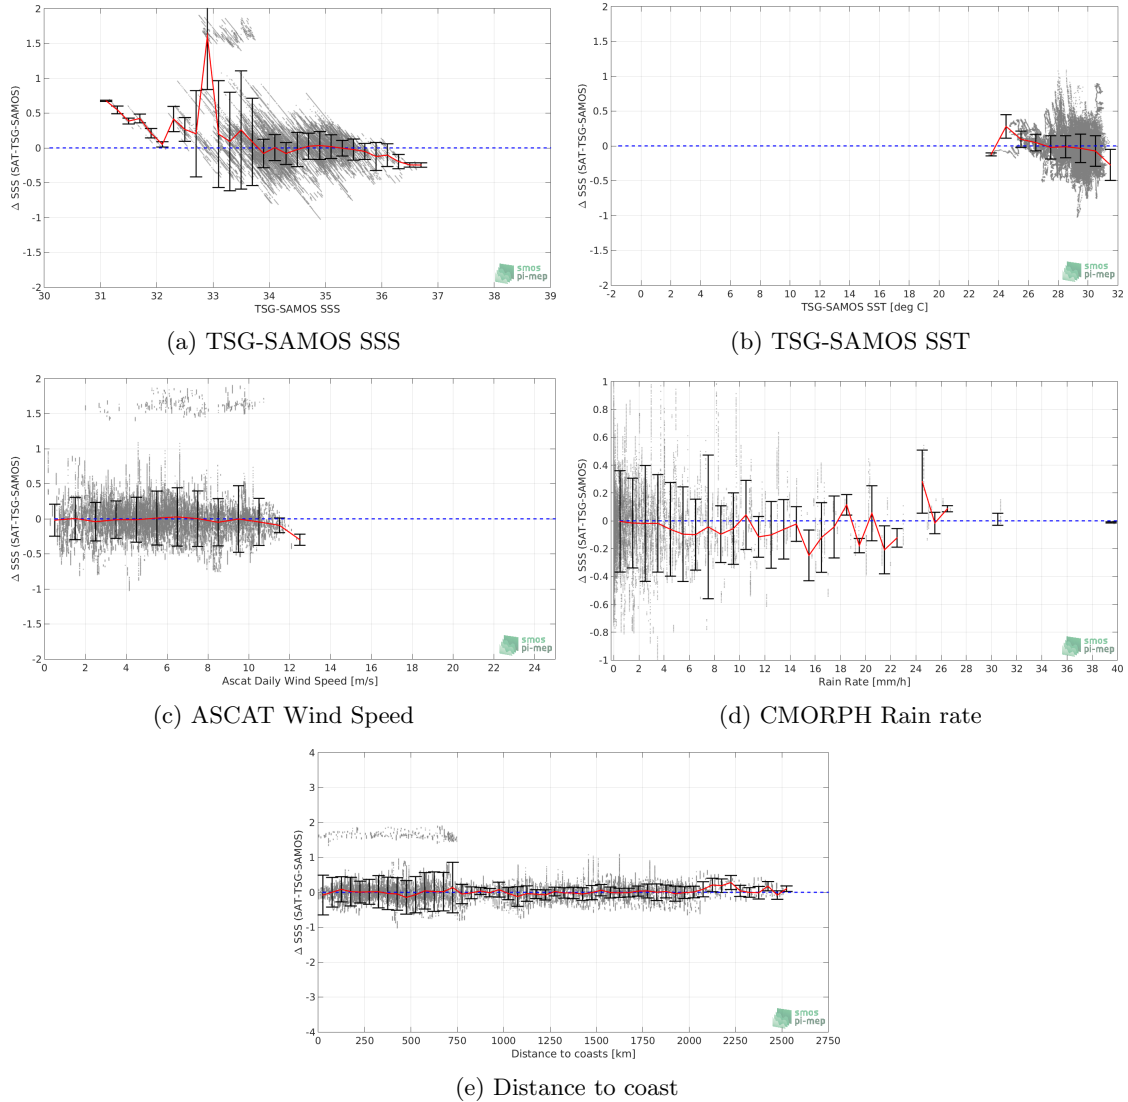 2
1.5
1
0.5
0
-0.5
-1
-1.5
-2
Δ SSS (SAT-TSG-SAMOS)
30 31 32 33 34 35 36 37 38 39
TSG-SAMOS SSS
smos
pi-mep
(a) TSG-SAMOS SSS
2
1.5
1
0.5
0
-0.5
-1
-1.5
-2
Δ SSS (SAT-TSG-SAMOS)
-2 0 2 4 6 8 10 12 14 16 18 20 22 24 26 28 30 32
TSG-SAMOS SST [deg C]
smos
pi-mep
(b) TSG-SAMOS SST
2
1.5
1
0.5
0
-0.5
-1
-1.5
-2
Δ SSS (SAT-TSG-SAMOS)
0 2 4 6 8 10 12 14 16 18 20 22 24
Ascat Daily Wind Speed [m/s]
smos
pi-mep
(c) ASCAT Wind Speed
1
0.8
0.6
0.4
0.2
0
-0.2
-0.4
-0.6
-0.8
-1
Δ SSS (SAT-TSG-SAMOS)
0 2 4 6 8 10 12 14 16 18 20 22 24 26 28 30 32 34 36 38 40
Rain Rate [mm/h]
smos
pi-mep
(d) CMORPH Rain rate
4
3
2
1
0
-1
-2
-3
-4
Δ SSS (SAT-TSG-SAMOS)
0 250 500 750 1000 1250 1500 1750 2000 2250 2500 2750
Distance to coasts [km]
smos
pi-mep
(e) Distance to coast